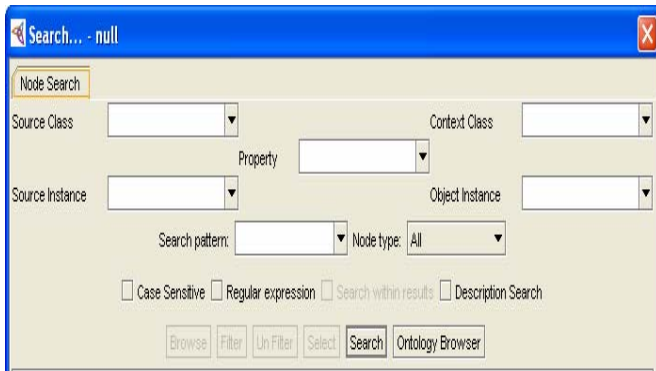 Search... - null
Node Search
Source Class Context Class
Property
Source Instance Object Instance
Search pattern: Node type: All
Case Sensitive Regular expression Search within results Description Search
Browse Filter Un Filter Select Search Ontology Browser